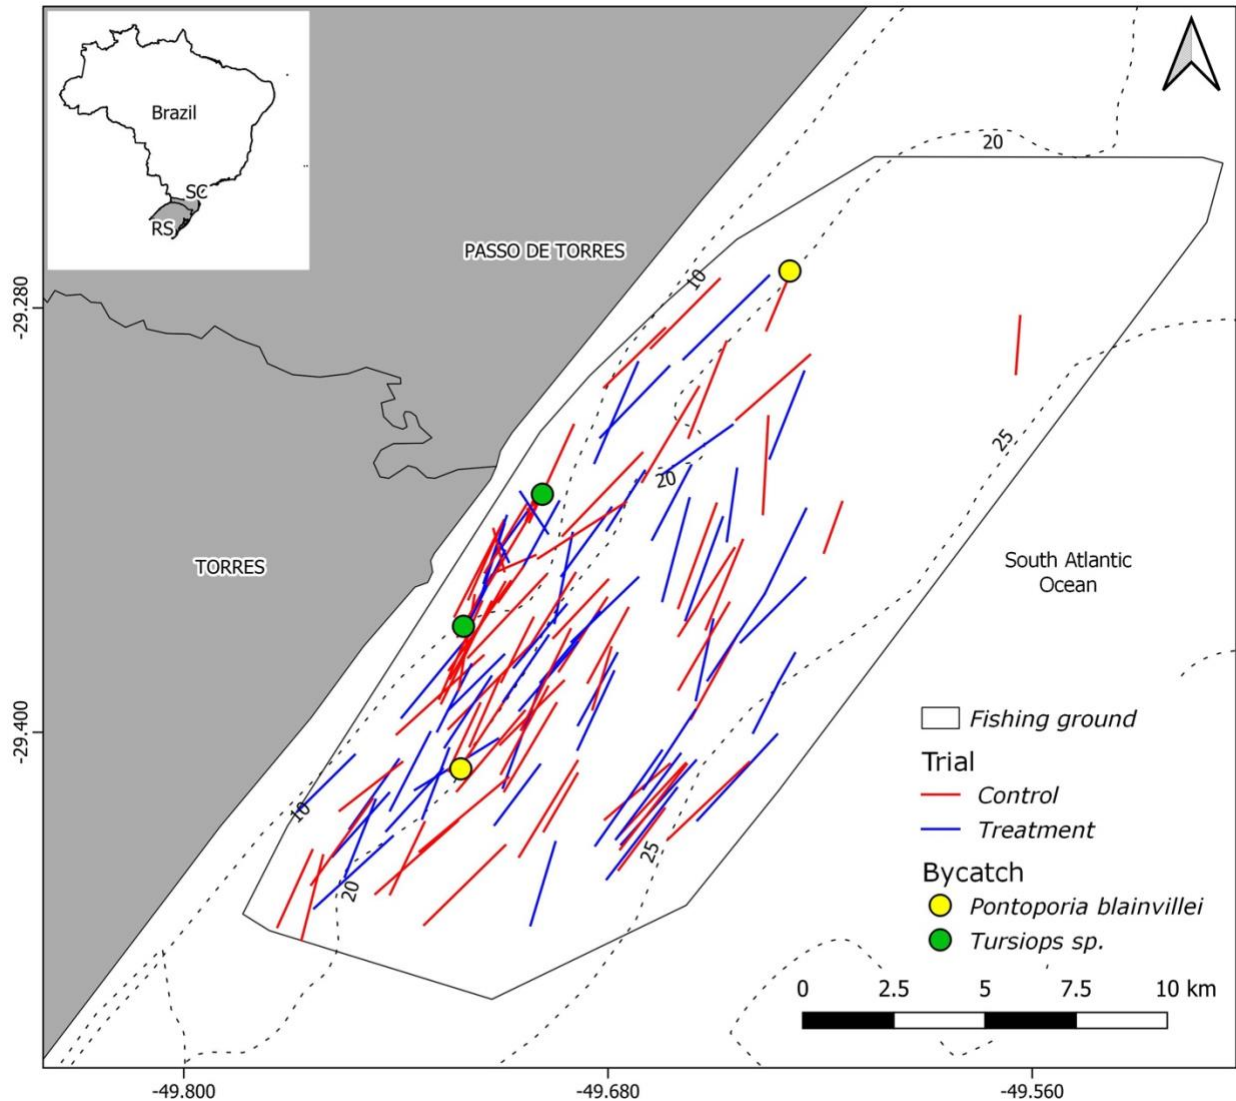 Brazil
SC
RS
20
PASSO DE TORRES
10
-29.280
25
20
TORRES
South Atlantic
Ocean
-29.400
Fishing ground
Trial
Control
Treatment
10
25
20
Bycatch
Pontoporia blainvillei
Tursiops sp.
0 2.5 5 7.5 10 km
-49.800 -49.680 -49.560